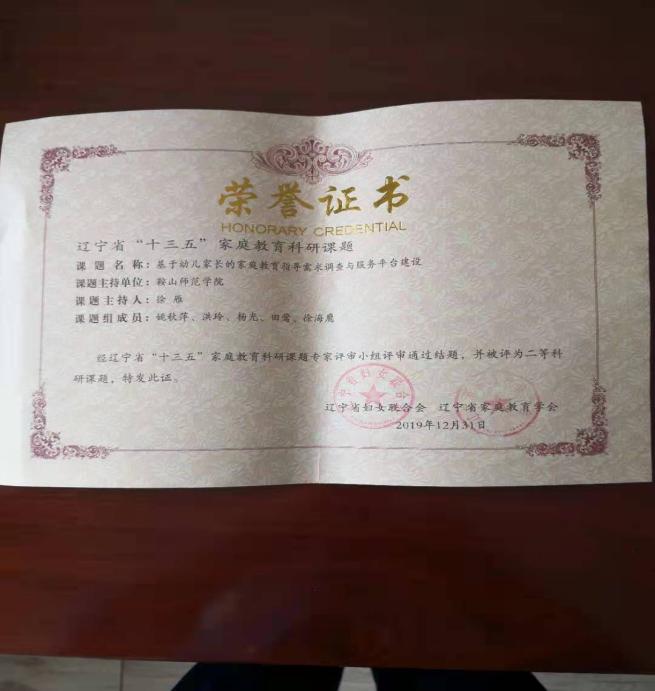 荣誉证书
HONORARY CREDENTIAL
辽宁省“十三五”家庭教育科研课题
课题名称：基于幼儿家长的家庭教育指导需求调查与服务平台建设
课题主持单位：鞍山师范学院
课题主持人：徐雁
课题组成员：姚秋萍、洪玲、杨光、田莺、徐海鹰
经辽宁省“十三五”家庭教育科研课题专家评审小组评审通过结题，并被评为二等科
研课题，特发此证。
辽宁省妇女联合会 辽宁省家庭教育学会
2019年12月31日